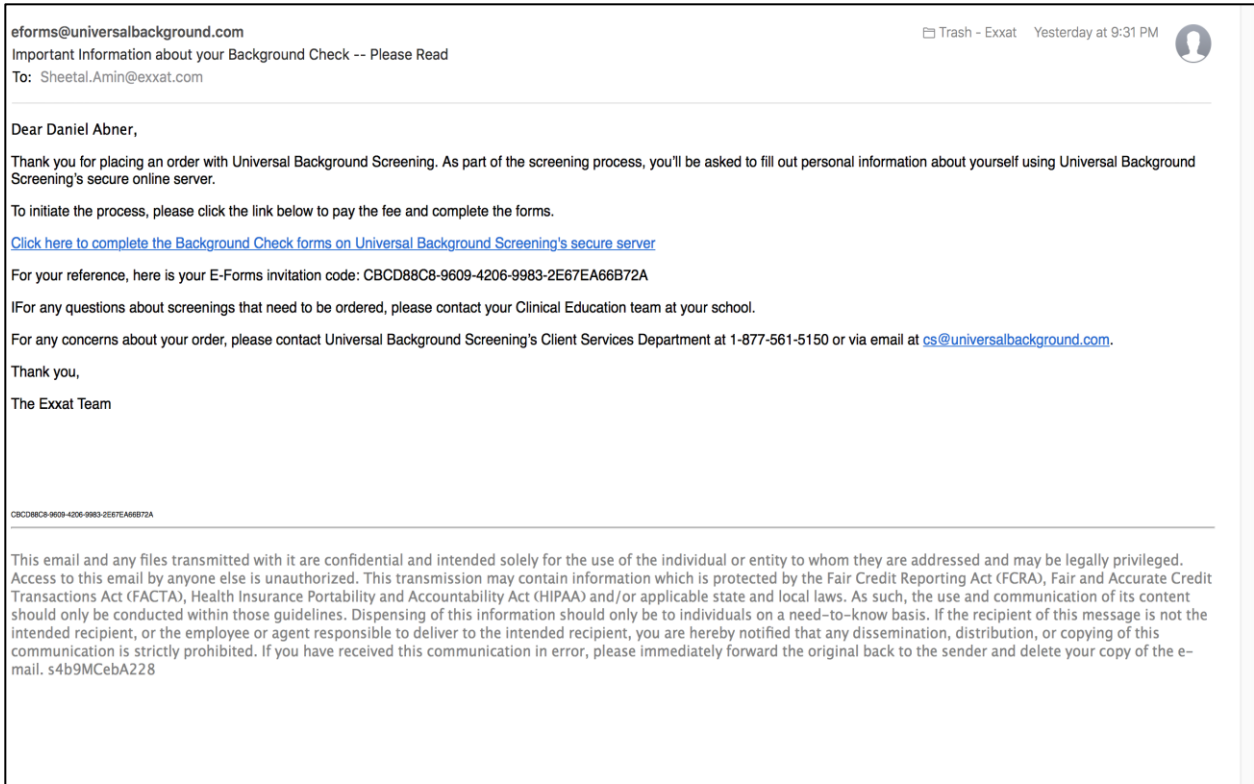 eforms@universalbackground.com
Trash - Exxat Yesterday at 9:31 PM
Important Information about your Background Check -- Please Read
To: Sheetal.Amin@exxat.com
Dear Daniel Abner,
Thank you for placing an order with Universal Background Screening. As part of the screening process, you'll be asked to fill out personal information about yourself using Universal Background
Screening's secure online server.
To initiate the process, please click the link below to pay the fee and complete the forms.
Click here to complete the Background Check forms on Universal Background Screening's secure server
For your reference, here is your E-Forms invitation code: CBCD88C8-9609-4206-9983-2E67EA66B72A
IFor any questions about screenings that need to be ordered, please contact your Clinical Education team at your school.
For any concerns about your order, please contact Universal Background Screening's Client Services Department at 1-877-561-5150 or via email at cs@universalbackground.com.
Thank you,
The Exxat Team
CBCD88C8-9609-4206-9983-2E67EA66B72A
This email and any files transmitted with it are confidential and intended solely for the use of the individual or entity to whom they are addressed and may be legally privileged.
Access to this email by anyone else is unauthorized. This transmission may contain information which is protected by the Fair Credit Reporting Act (FCRA), Fair and Accurate Credit
Transactions Act (FACTA), Health Insurance Portability and Accountability Act (HIPAA) and/or applicable state and local laws. As such, the use and communication of its content
should only be conducted within those guidelines. Dispensing of this information should only be to individuals on a need-to-know basis. If the recipient of this message is not the
intended recipient, or the employee or agent responsible to deliver to the intended recipient, you are hereby notified that any dissemination, distribution, or copying of this
communication is strictly prohibited. If you have received this communication in error, please immediately forward the original back to the sender and delete your copy of the e-
mail. s4b9MCebA228